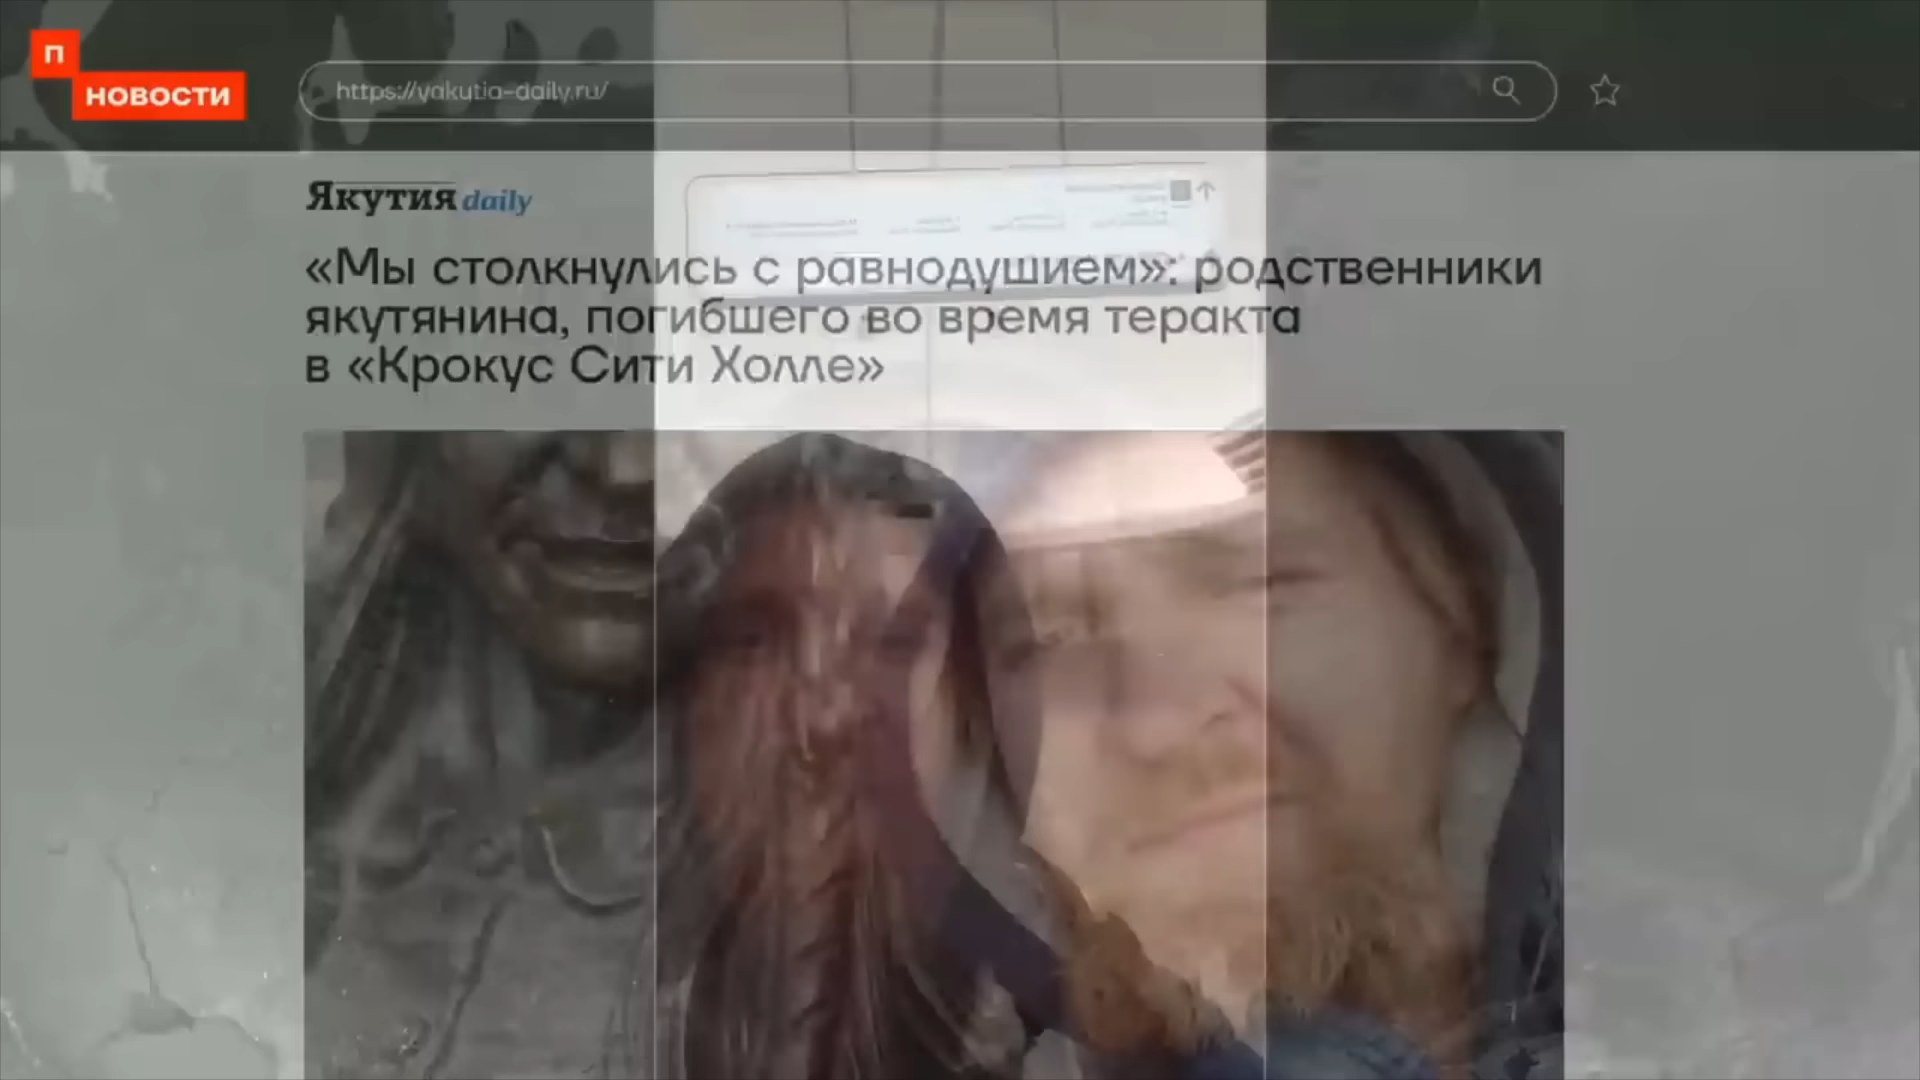 П
НОВОСТИ
https://yakutia-daily.ru/
Якутия daily
«Мы столкнулись с равнодушием»: родственники
якутянина, погибшего во время теракта
в «Крокус Сити Холле»